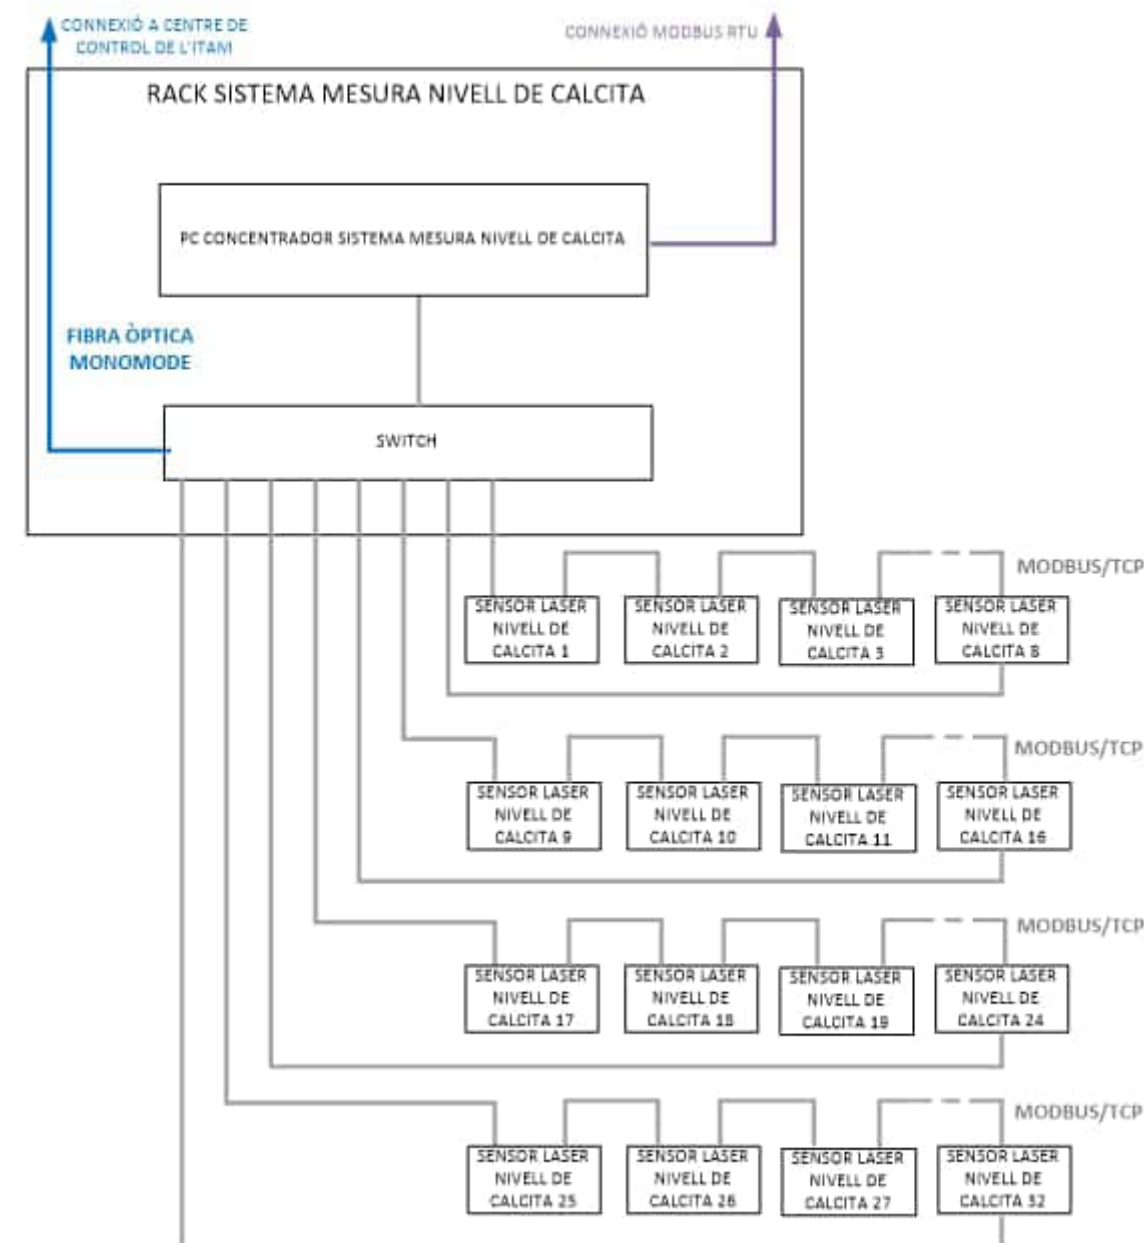 CONNEXIÓ A CENTRE DE
CONTROL DE L'ITAM
CONNEXIÓ MODBUS RTU
RACK SISTEMA MESURA NIVELL DE CALCITA
PC CONCENTRADOR SISTEMA MESURA NIVELL DE CALCITA
FIBRA ÒPTICA
MONOMODE
SWITCH
MODBUS/TCP
SENSOR LASER
NIVELL DE
CALCITA 1
SENSOR LASER
NIVELL DE
CALCITA 2
SENSOR LASER
NIVELL DE
CALCITA 3
SENSOR LASER
NIVELL DE
CALCITA 8
MODBUS/TCP
SENSOR LASER
NIVELL DE
CALCITA 9
SENSOR LASER
NIVELL DE
CALCITA 10
SENSOR LASER
NIVELL DE
CALCITA 11
SENSOR LASER
NIVELL DE
CALCITA 16
MODBUS/TCP
SENSOR LASER
NIVELL DE
CALCITA 17
SENSOR LASER
NIVELL DE
CALCITA 18
SENSOR LASER
NIVELL DE
CALCITA 19
SENSOR LASER
NIVELL DE
CALCITA 24
MODBUS/TCP
SENSOR LASER
NIVELL DE
CALCITA 25
SENSOR LASER
NIVELL DE
CALCITA 26
SENSOR LASER
NIVELL DE
CALCITA 27
SENSOR LASER
NIVELL DE
CALCITA 32